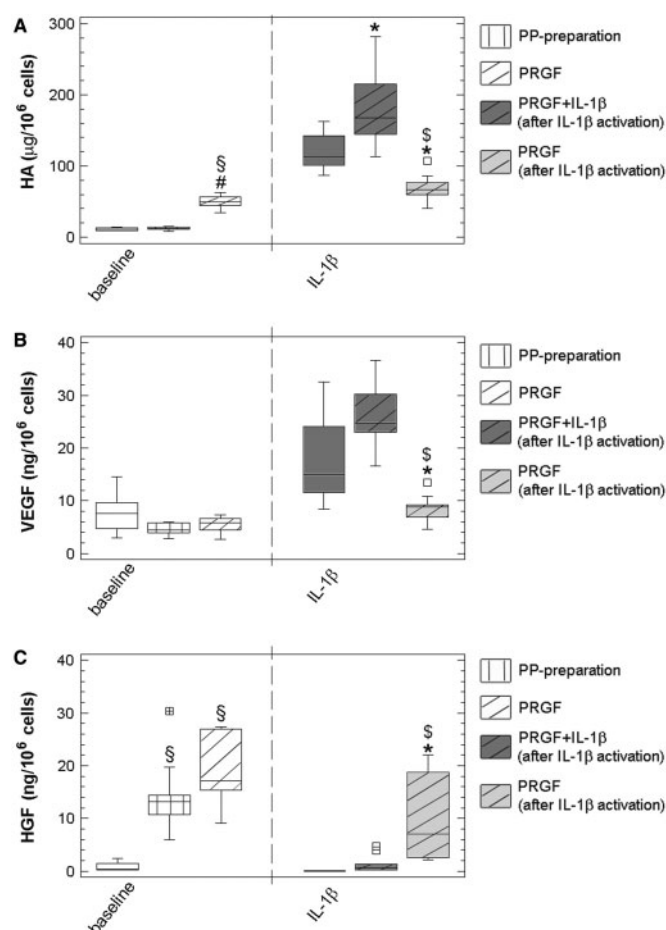 A
HA (μg/10⁶ cells)
300
200
100
0
§
#
*
$
*
baseline
IL-1β
PP-preparation
PRGF
PRGF+IL-1β
(after IL-1β activation)
PRGF
(after IL-1β activation)
B
VEGF (ng/10⁶ cells)
40
30
20
10
0
$
*
baseline
IL-1β
PP-preparation
PRGF
PRGF+IL-1β
(after IL-1β activation)
PRGF
(after IL-1β activation)
C
HGF (ng/10⁶ cells)
40
30
20
10
0
§
§
$
*
baseline
IL-1β
PP-preparation
PRGF
PRGF+IL-1β
(after IL-1β activation)
PRGF
(after IL-1β activation)